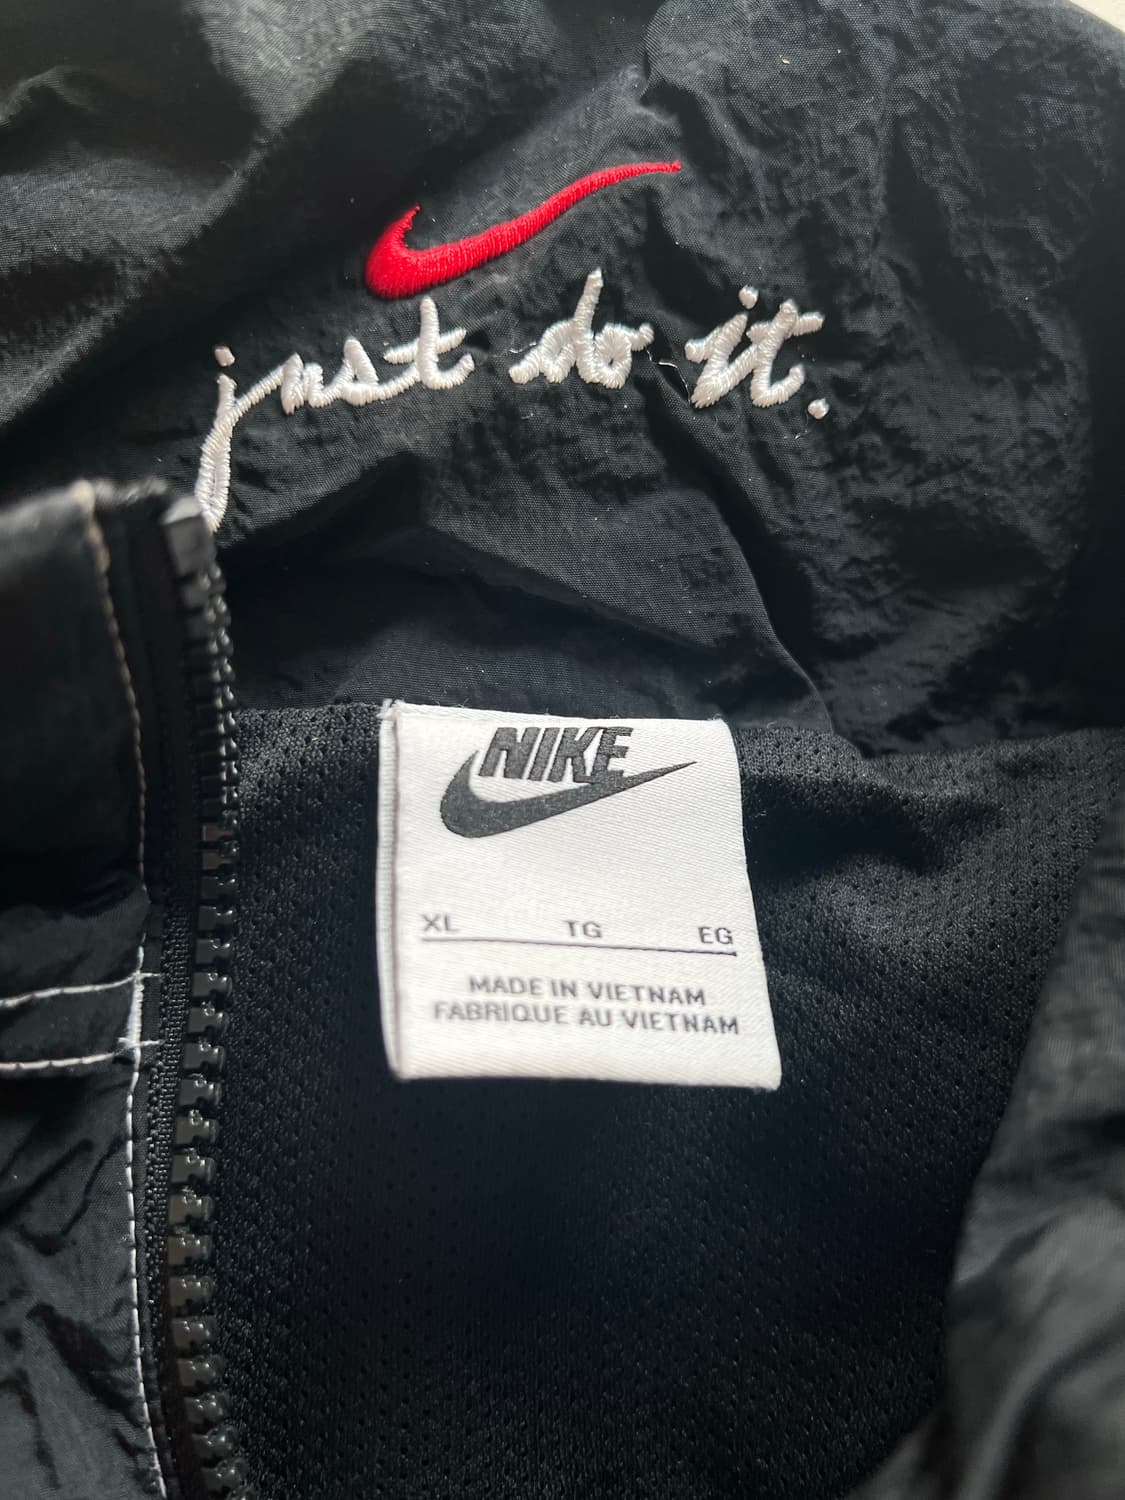 just do it.
NIKE
XL TG EG
MADE IN VIETNAM
FABRIQUE AU VIETNAM